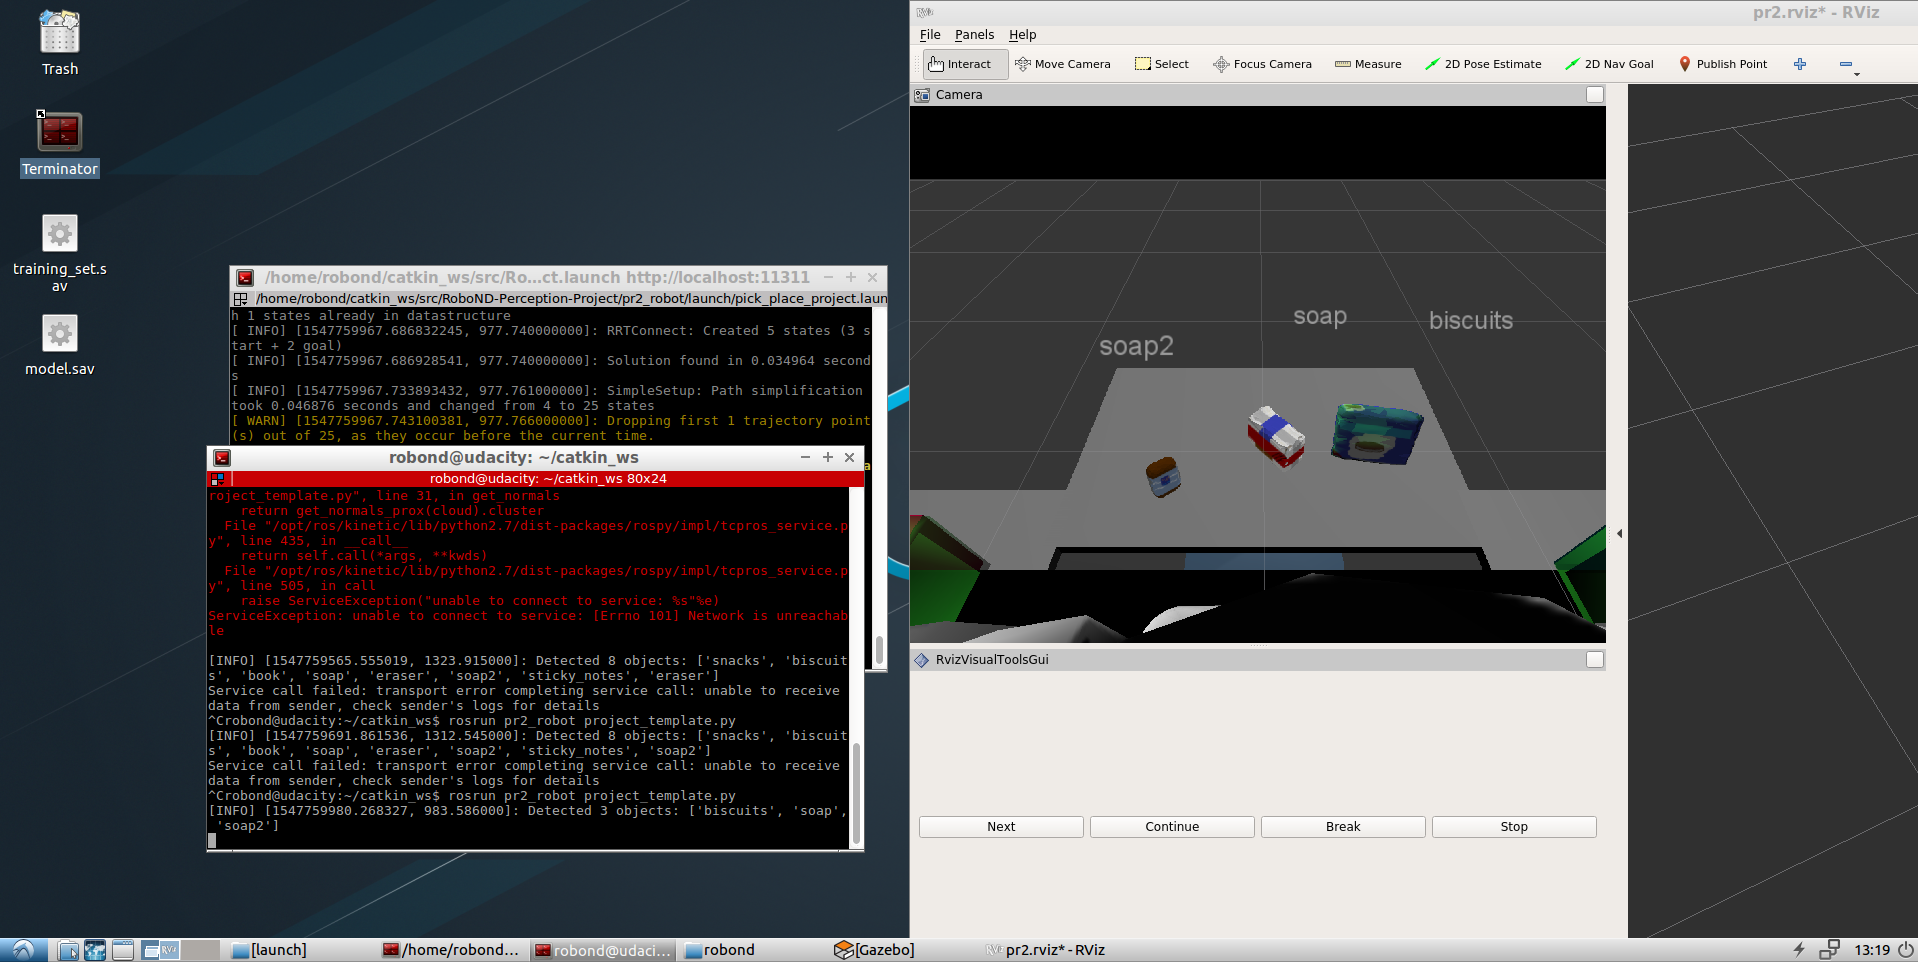 Trash
Terminator
training_set.s
av
model.sav
/home/robond/catkin_ws/src/Ro...ct.launch http://localhost:11311
/home/robond/catkin_ws/src/RoboND-Perception-Project/pr2_robot/launch/pick_place_project.laun
h 1 states already in datastructure
[ INFO] [1547759967.686832245, 977.740000000]: RRTConnect: Created 5 states (3 s
tart + 2 goal)
[ INFO] [1547759967.686928541, 977.740000000]: Solution found in 0.034964 second
s
[ INFO] [1547759967.733893432, 977.761000000]: SimpleSetup: Path simplification
took 0.046876 seconds and changed from 4 to 25 states
[ WARN] [1547759967.743100381, 977.766000000]: Dropping first 1 trajectory point
(s) out of 25, as they occur before the current time.
robond@udacity: ~/catkin_ws
robond@udacity: ~/catkin_ws 80x24
roject_template.py", line 31, in get_normals
return get_normals_prox(cloud).cluster
File "/opt/ros/kinetic/lib/python2.7/dist-packages/rospy/impl/tcpros_service.p
y", line 435, in __call__
return self.call(*args, **kwds)
File "/opt/ros/kinetic/lib/python2.7/dist-packages/rospy/impl/tcpros_service.p
y", line 505, in call
raise ServiceException("unable to connect to service: %s"%e)
ServiceException: unable to connect to service: [Errno 101] Network is unreachab
le
[INFO] [1547759565.555019, 1323.915000]: Detected 8 objects: ['snacks', 'biscuit
s', 'book', 'soap', 'eraser', 'soap2', 'sticky_notes', 'eraser']
Service call failed: transport error completing service call: unable to receive
data from sender, check sender's logs for details
^Crobond@udacity:~/catkin_ws$ rosrun pr2_robot project_template.py
[INFO] [1547759691.861536, 1312.545000]: Detected 8 objects: ['snacks', 'biscuit
s', 'book', 'soap', 'eraser', 'soap2', 'sticky_notes', 'soap2']
Service call failed: transport error completing service call: unable to receive
data from sender, check sender's logs for details
^Crobond@udacity:~/catkin_ws$ rosrun pr2_robot project_template.py
[INFO] [1547759980.268327, 983.586000]: Detected 3 objects: ['biscuits', 'soap',
'soap2']
pr2.rviz* - RViz
File Panels Help
Interact Move Camera Select Focus Camera Measure 2D Pose Estimate 2D Nav Goal Publish Point
Camera
soap
biscuits
soap2
RvizVisualToolsGui
Next Continue Break Stop
[launch] /home/robond... robond@udaci... robond [Gazebo] pr2.rviz* - RViz 13:19